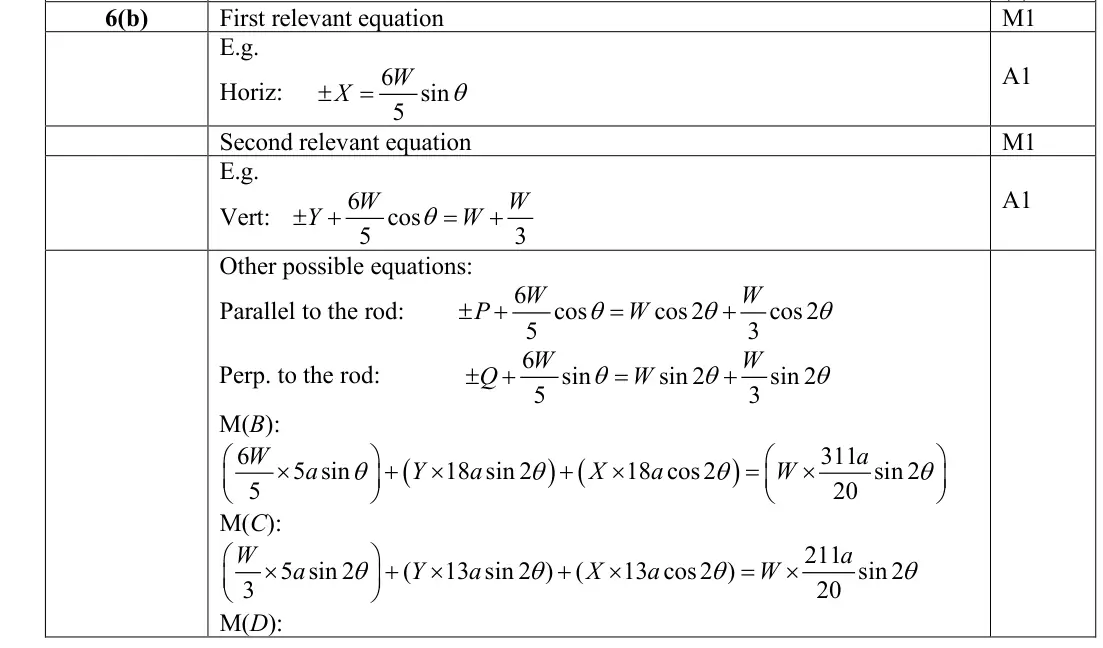 6(b) First relevant equation M1
E.g.
Horiz: ±X = 6W/5 sin θ A1
Second relevant equation M1
E.g.
Vert: ±Y + 6W/5 cos θ = W + W/3 A1
Other possible equations:
Parallel to the rod: ±P + 6W/5 cos θ = W cos 2θ + W/3 cos 2θ
Perp. to the rod: ±Q + 6W/5 sin θ = W sin 2θ + W/3 sin 2θ
M(B):
(6W/5 × 5a sin θ) + (Y × 18a sin 2θ) + (X × 18a cos 2θ) = (W × 311a/20 sin 2θ)
M(C):
(W/3 × 5a sin 2θ) + (Y × 13a sin 2θ) + (X × 13a cos 2θ) = W × 211a/20 sin 2θ
M(D):